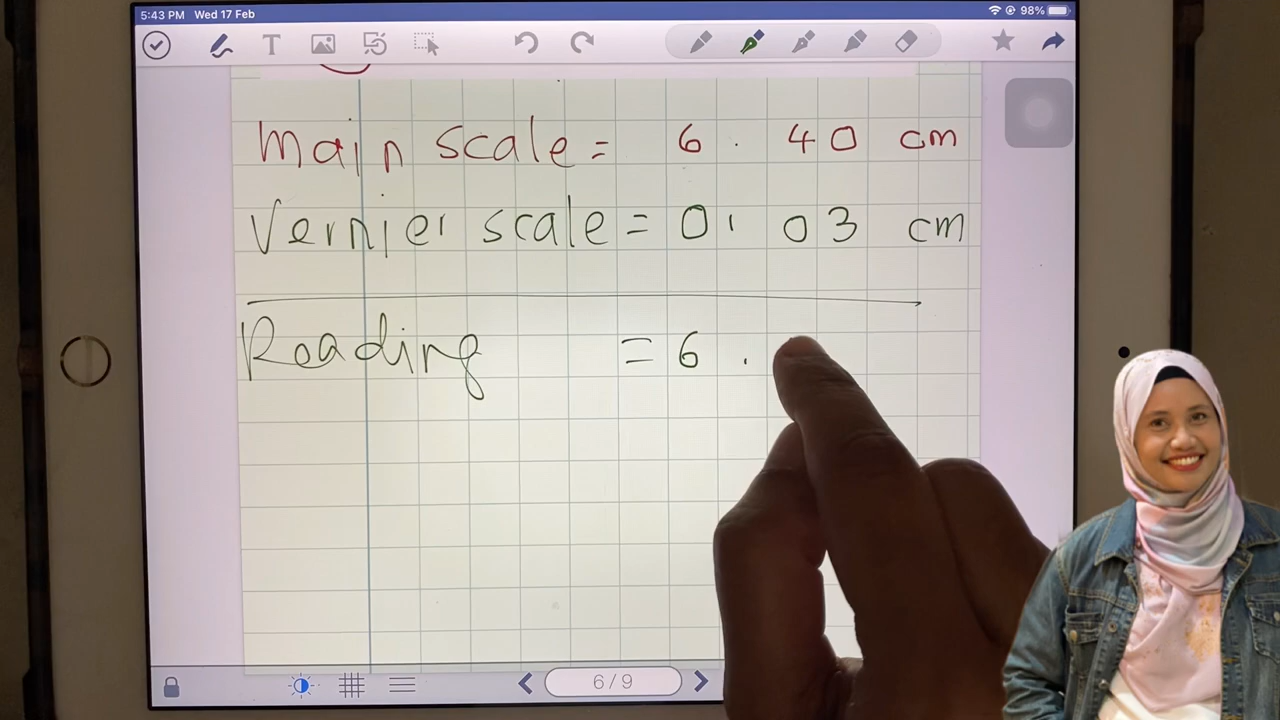 5:43 PM Wed 17 Feb 98%
T
Main scale = 6 . 40 cm
Vernier scale = 0 . 03 cm
Reading = 6 .
6 / 9